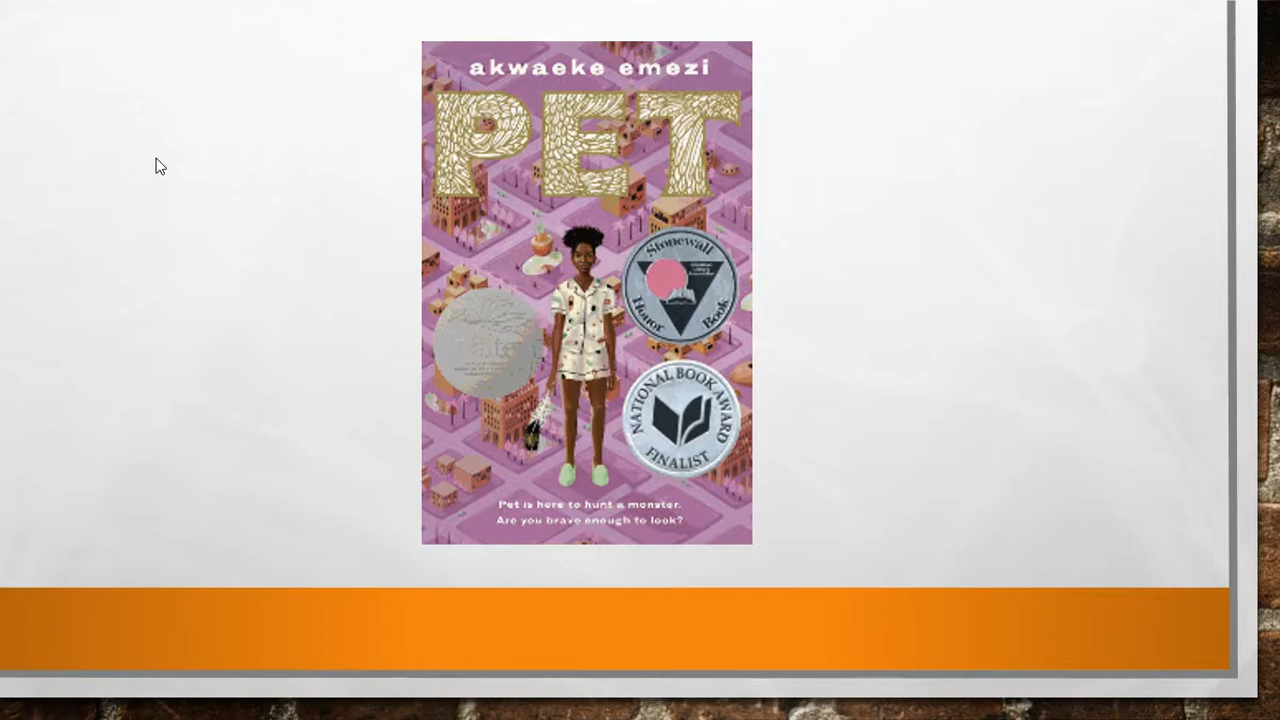 akwaeke emezi
PET
Stonewall
Honor Book
NATIONAL BOOK AWARD
FINALIST
Pet is here to hunt a monster.
Are you brave enough to look?